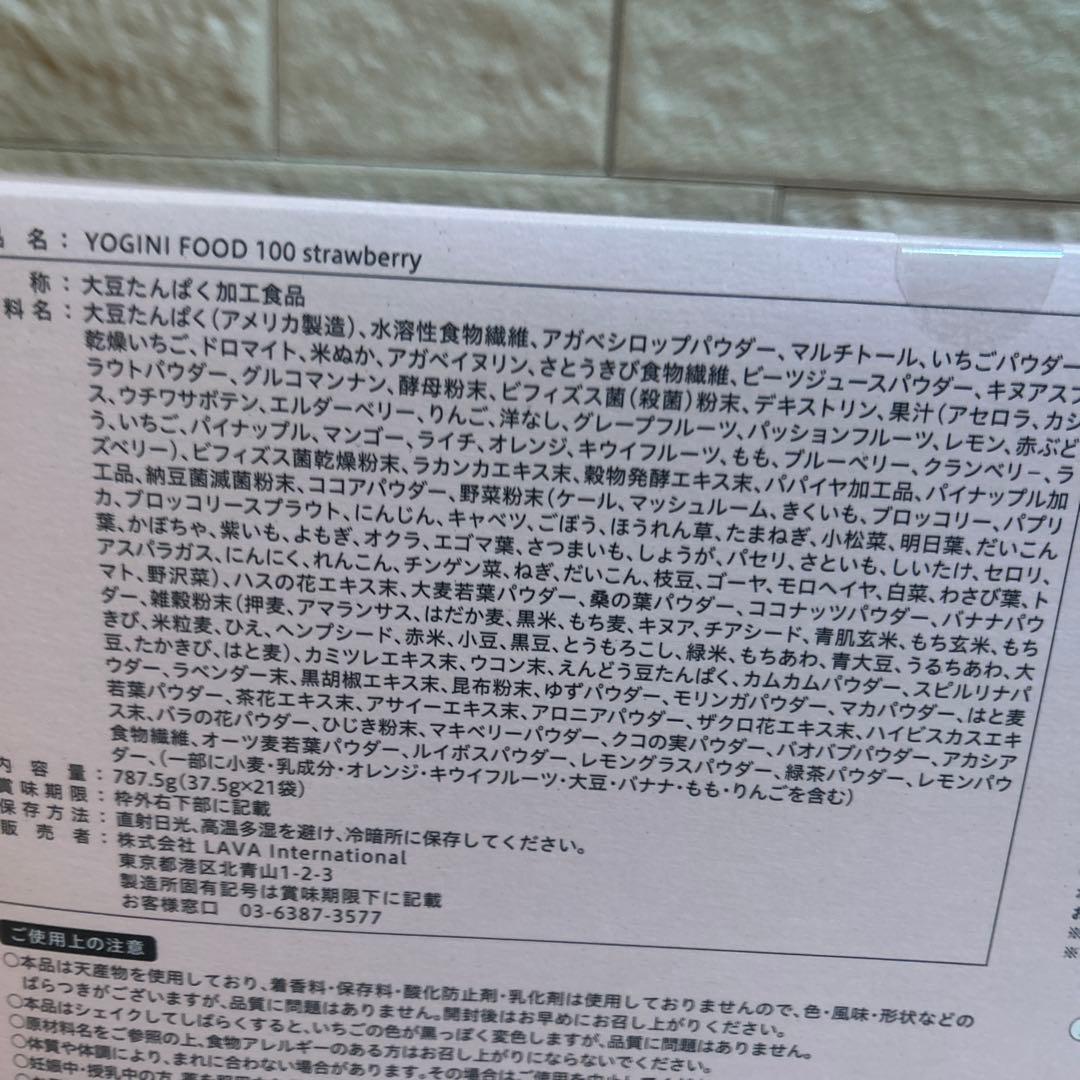 名：YOGINI FOOD 100 strawberry
称：大豆たんぱく加工食品
料名：大豆たんぱく(アメリカ製造)、水溶性食物繊維、アガベシロップパウダー、マルチトール、いちごパウダー
乾燥いちご、ドロマイト、米ぬか、アガベイヌリン、さとうきび食物繊維、ビーツジュースパウダー、キヌアスプ
ラウトパウダー、グルコマンナン、酵母粉末、ビフィズス菌(殺菌)粉末、デキストリン、果汁(アセロラ、カシ
ス、ウチワサボテン、エルダーベリー、りんご、洋なし、グレープフルーツ、パッションフルーツ、レモン、赤ぶど
う、いちご、パイナップル、マンゴー、ライチ、オレンジ、キウイフルーツ、もも、ブルーベリー、クランベリー、ラ
ズベリー)、ビフィズス菌乾燥粉末、ラカンカエキス末、穀物発酵エキス末、パパイヤ加工品、パイナップル加
工品、納豆菌滅菌粉末、ココアパウダー、野菜粉末(ケール、マッシュルーム、きくいも、ブロッコリー、パプリ
カ、ブロッコリースプラウト、にんじん、キャベツ、ごぼう、ほうれん草、たまねぎ、小松菜、明日葉、だいこん
葉、かぼちゃ、紫いも、よもぎ、オクラ、エゴマ葉、さつまいも、しょうが、パセリ、さといも、しいたけ、セロリ、
アスパラガス、にんにく、れんこん、チンゲン菜、ねぎ、だいこん、枝豆、ゴーヤ、モロヘイヤ、白菜、わさび葉、ト
マト、野沢菜)、ハスの花エキス末、大麦若葉パウダー、桑の葉パウダー、ココナッツパウダー、バナナパウ
ダー、雑穀粉末(押麦、アマランサス、はだか麦、黒米、もち麦、キヌア、チアシード、青肌玄米、もち玄米、もち
きび、米粒麦、ひえ、ヘンプシード、赤米、小豆、黒豆、とうもろこし、緑米、もちあわ、青大豆、うるちあわ、大
豆、たかきび、はと麦)、カミツレエキス末、ウコン末、えんどう豆たんぱく、カムカムパウダー、スピルリナパ
ウダー、ラベンダー末、黒胡椒エキス末、昆布粉末、ゆずパウダー、モリンガパウダー、マカパウダー、はと麦
若葉パウダー、茶花エキス末、アサイーエキス末、アロニアパウダー、ザクロ花エキス末、ハイビスカスエキ
ス末、バラの花パウダー、ひじき粉末、マキベリーパウダー、クコの実パウダー、バオバブパウダー、アカシア
食物繊維、オーツ麦若葉パウダー、ルイボスパウダー、レモングラスパウダー、緑茶パウダー、レモンパウ
ダー、(一部に小麦・乳成分・オレンジ・キウイフルーツ・大豆・バナナ・もも・りんごを含む)
内容量：787.5g(37.5g×21袋)
賞味期限：枠外右下部に記載
保存方法：直射日光、高温多湿を避け、冷暗所に保存してください。
販売者：株式会社 LAVA International
東京都港区北青山1-2-3
製造所固有記号は賞味期限下に記載
お客様窓口 03-6387-3577
ご使用上の注意
○本品は天産物を使用しており、着香料・保存料・酸化防止剤・乳化剤は使用しておりませんので、色・風味・形状などの
ばらつきがございますが、品質に問題はありません。開封後はお早めにお召し上がりください。
○本品はシェイクしてしばらくすると、いちごの色が黒っぽく変色しますが、品質に問題はありません。
○原材料名をご参照の上、食物アレルギーのある方はお召し上がりにならないでください。
○体質や体調により、まれに合わない場合があります。その場合はご使用を中止してくだ
○妊娠中・授乳中の方、薬を